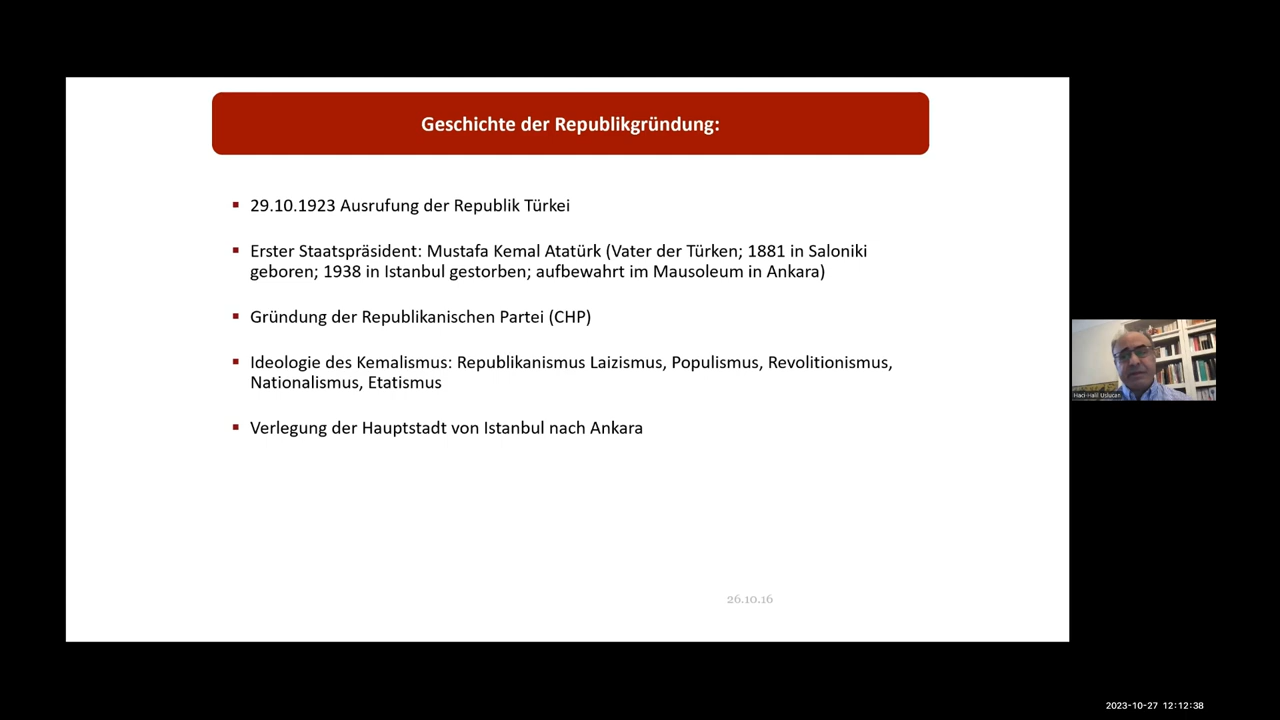 Geschichte der Republikgründung:
29.10.1923 Ausrufung der Republik Türkei
Erster Staatspräsident: Mustafa Kemal Atatürk (Vater der Türken; 1881 in Saloniki
geboren; 1938 in Istanbul gestorben; aufbewahrt im Mausoleum in Ankara)
Gründung der Republikanischen Partei (CHP)
Ideologie des Kemalismus: Republikanismus Laizismus, Populismus, Revolitionismus,
Nationalismus, Etatismus
Verlegung der Hauptstadt von Istanbul nach Ankara
26.10.16
Haci-Halil Uslucan
2023-10-27 12:12:38